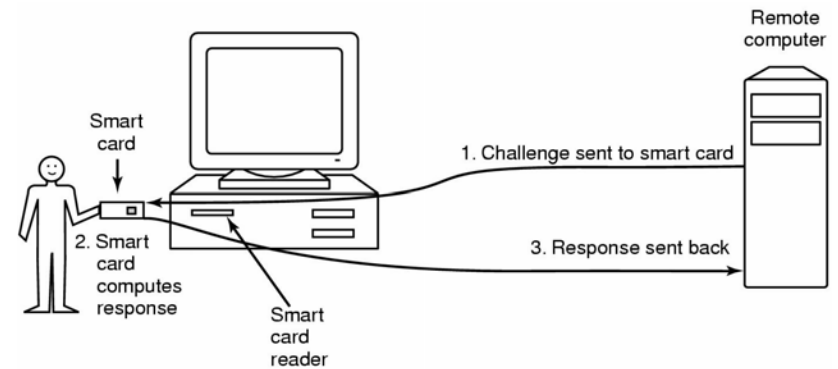 Remote
computer
Smart
card
1. Challenge sent to smart card
2. Smart
card
computes
response
3. Response sent back
Smart
card
reader